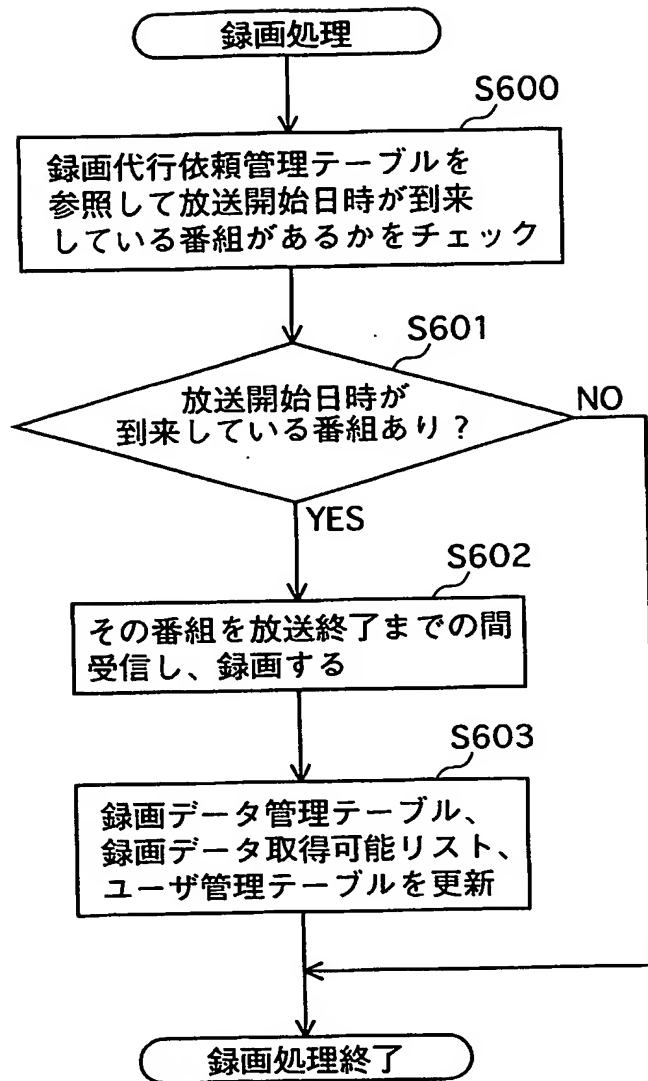 録画処理
S600
録画代行依頼管理テーブルを
参照して放送開始日時が到来
している番組があるかをチェック
S601
放送開始日時が
到来している番組あり？
NO
YES
S602
その番組を放送終了までの間
受信し、録画する
S603
録画データ管理テーブル、
録画データ取得可能リスト、
ユーザ管理テーブルを更新
録画処理終了